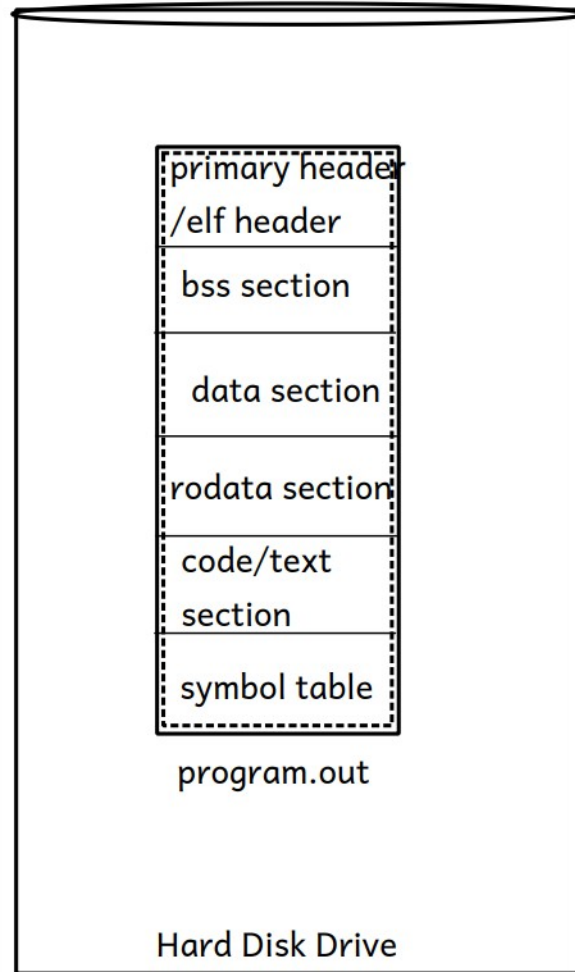 primary header
/elf header
bss section
data section
rodata section
code/text
section
symbol table
program.out
Hard Disk Drive